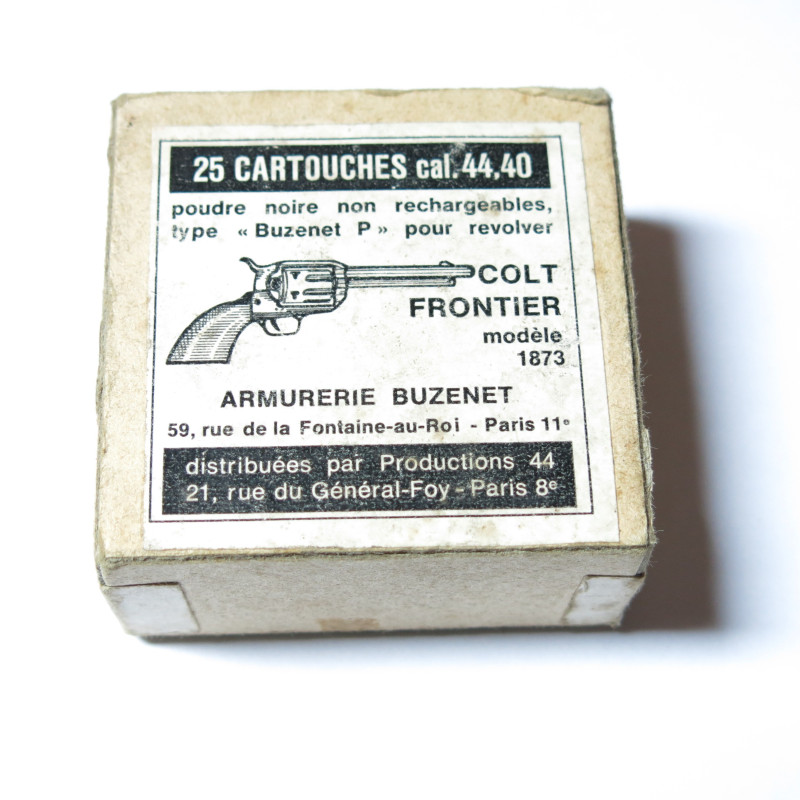 25 CARTOUCHES cal. 44,40
poudre noire non rechargeables,
type « Buzenet P » pour revolver
COLT
FRONTIER
modèle
1873
ARMURERIE BUZENET
59, rue de la Fontaine-au-Roi - Paris 11e
distribuées par Productions 44
21, rue du Général-Foy - Paris 8e